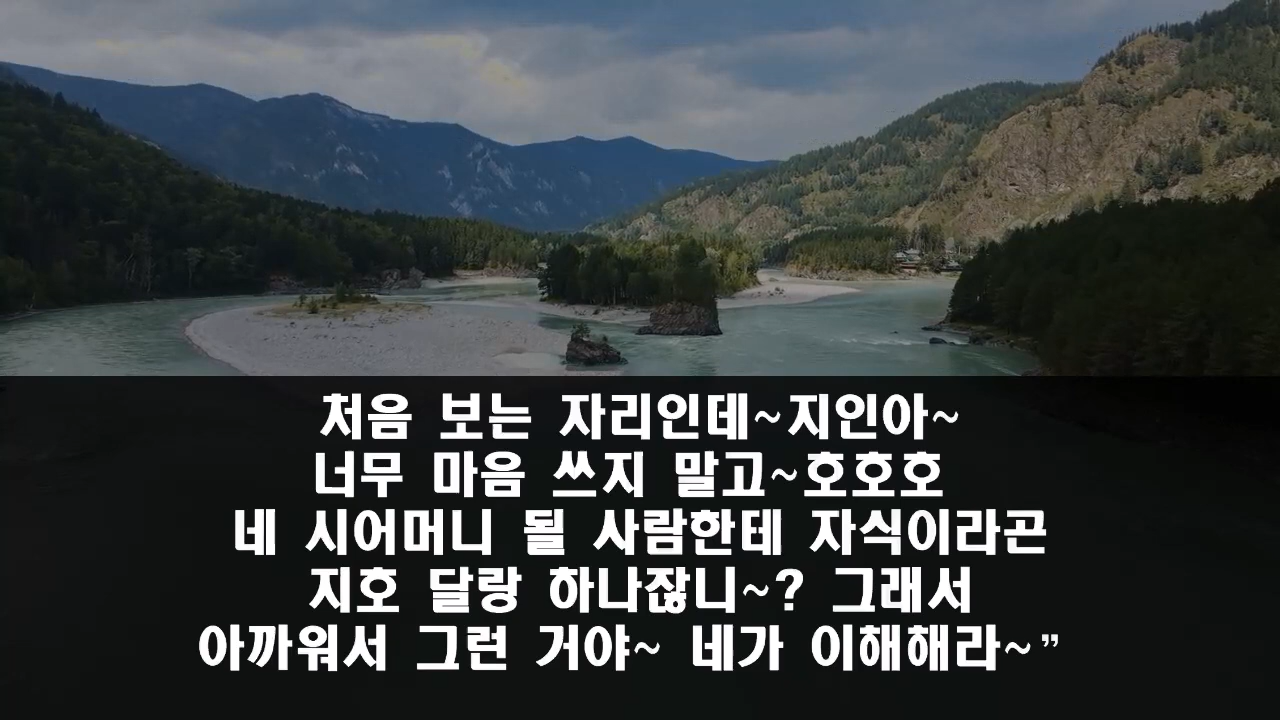 처음 보는 자리인데~지인아~
너무 마음 쓰지 말고~호호호
네 시어머니 될 사람한테 자식이라곤
지호 달랑 하나잖니~? 그래서
아까워서 그런 거야~ 네가 이해해라~”